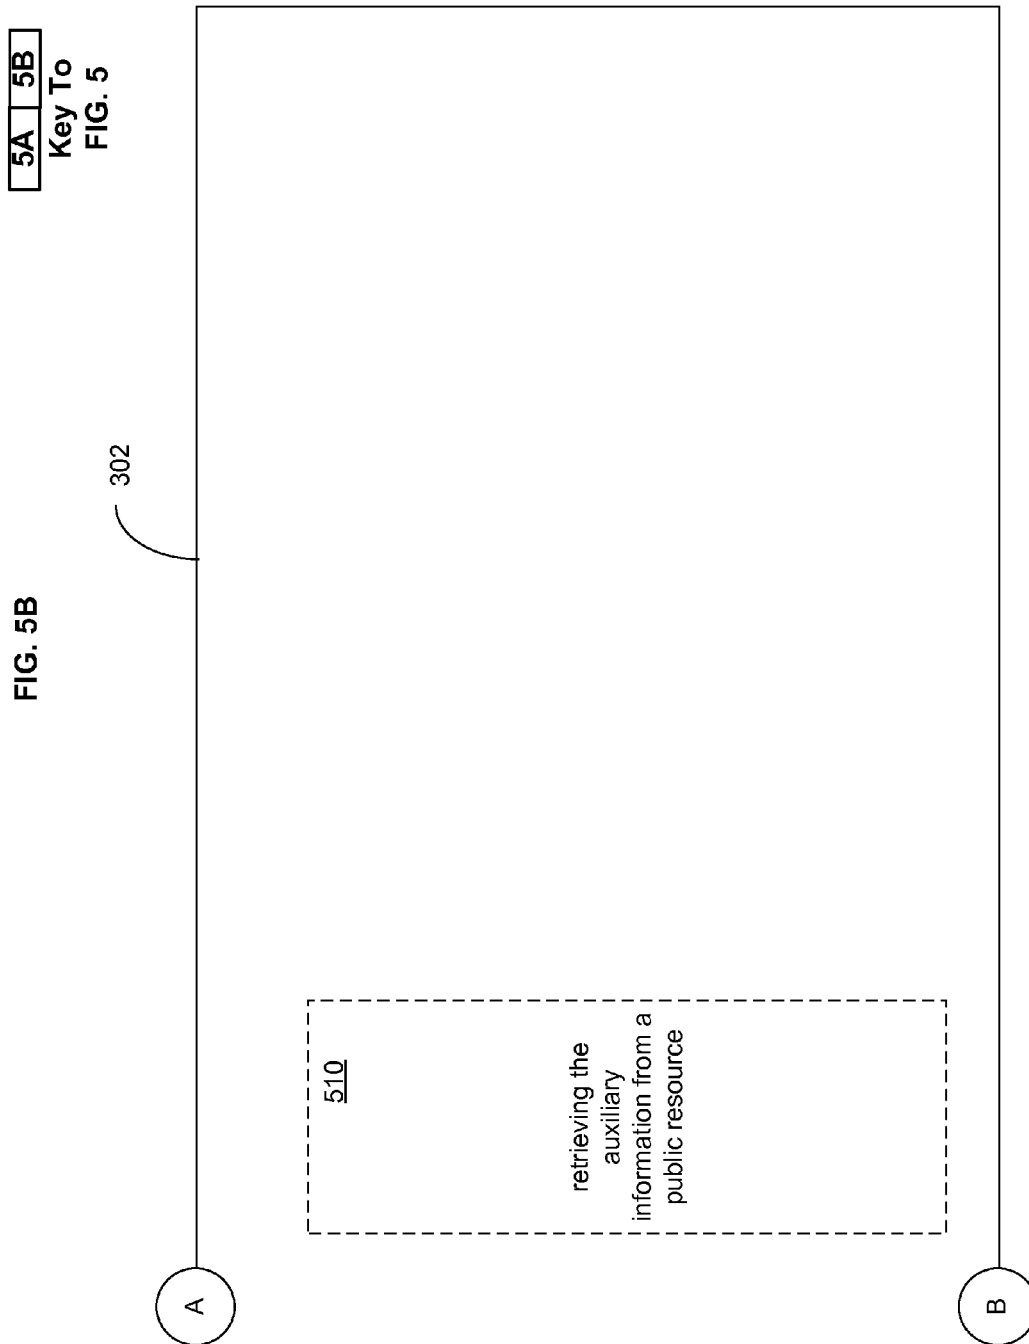 FIG. 5B
5A 5B
Key To
FIG. 5
302
A
510
retrieving the
auxiliary
information from a
public resource
B